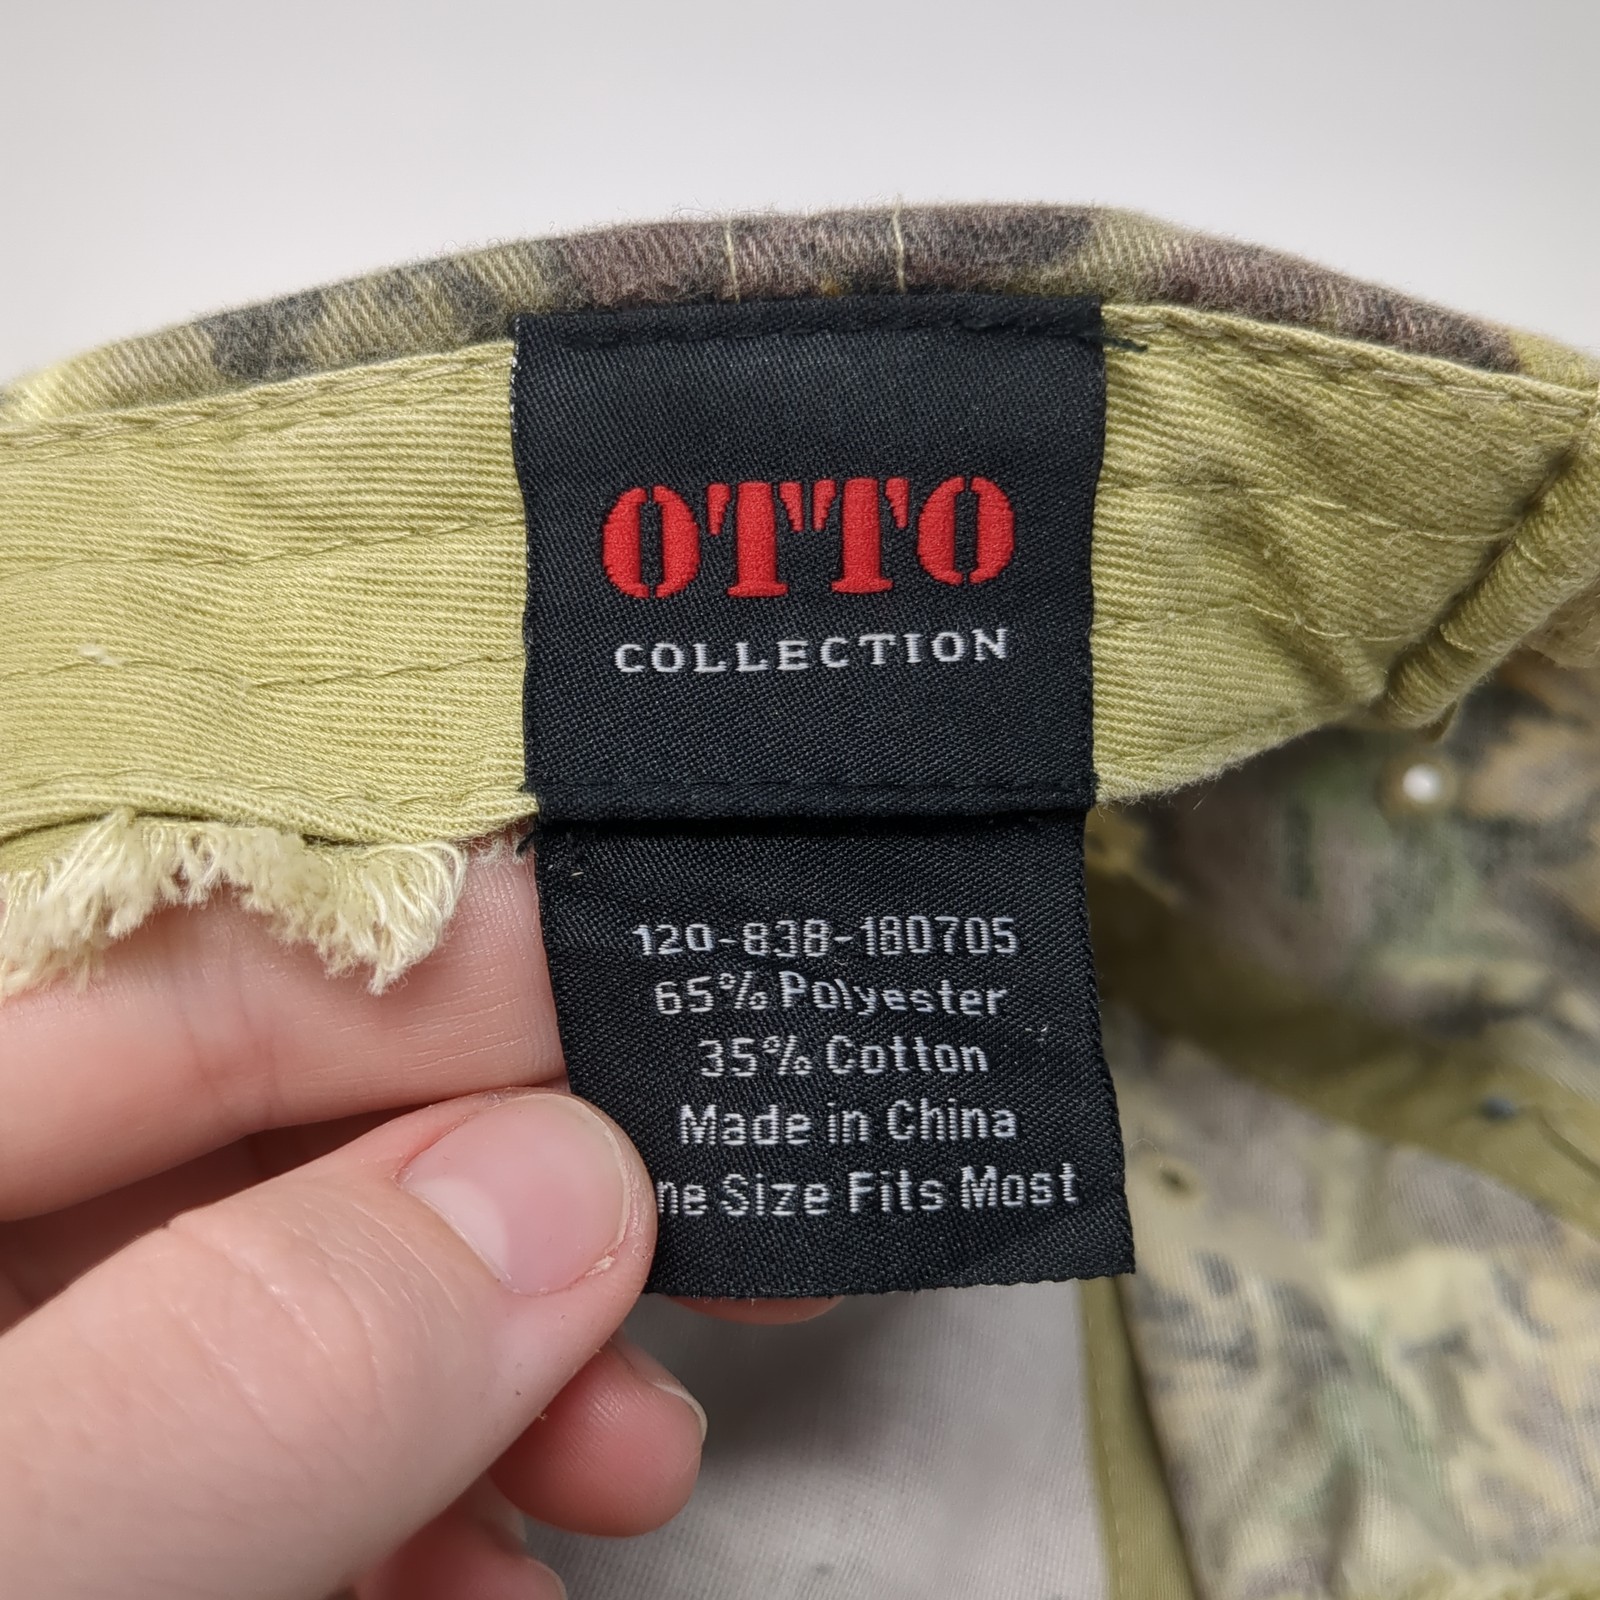 OTTO
COLLECTION
120-838-180705
65% Polyester
35% Cotton
Made in China
ne Size Fits Most